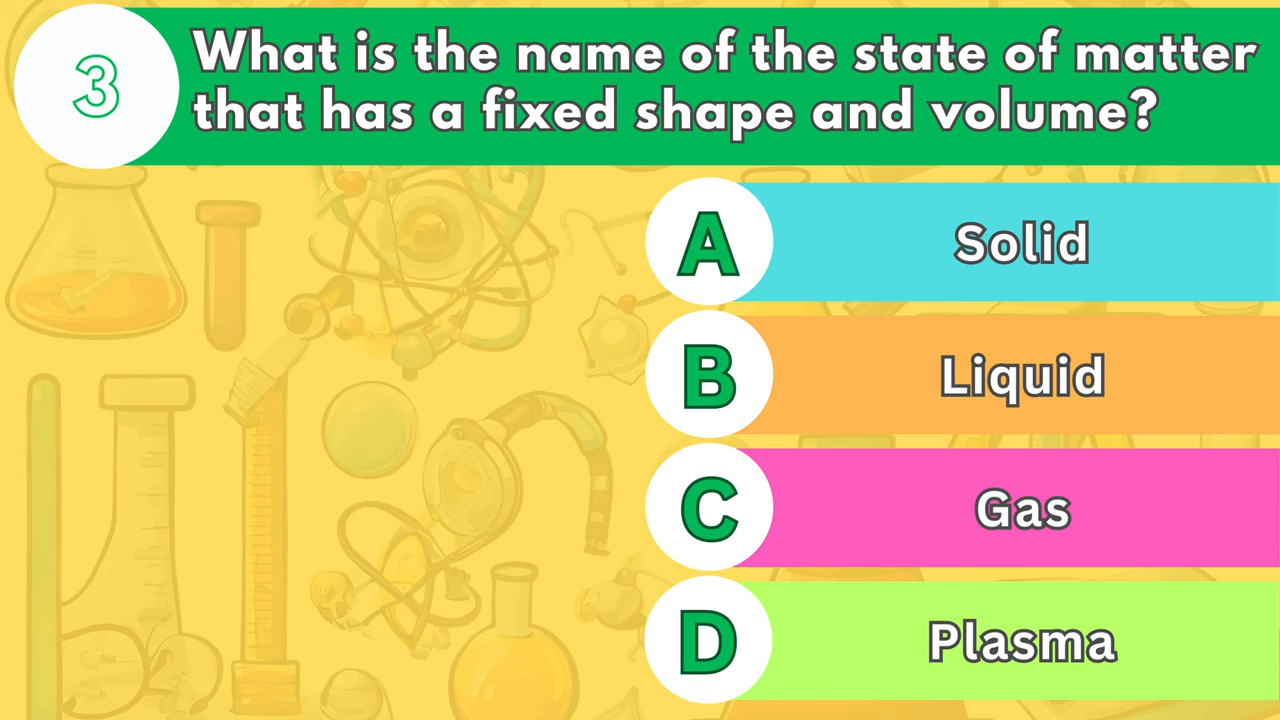 3
What is the name of the state of matter
that has a fixed shape and volume?
A
Solid
B
Liquid
C
Gas
D
Plasma